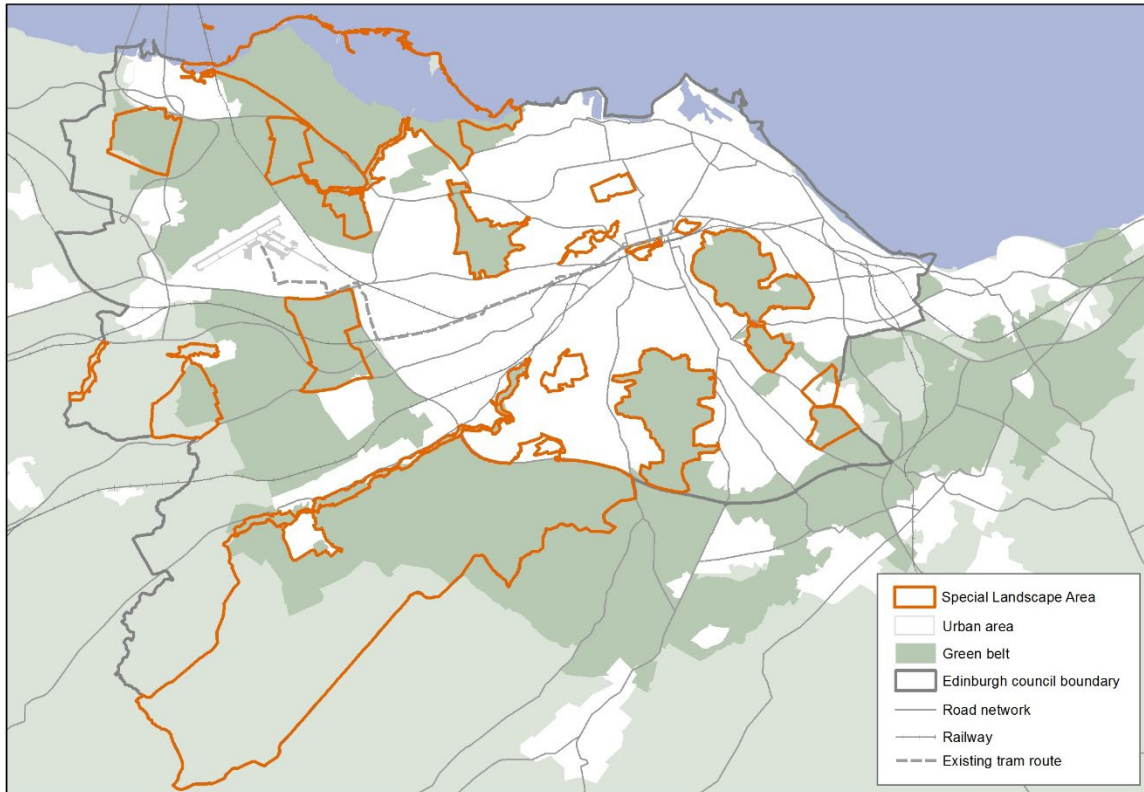 Special Landscape Area
Urban area
Green belt
Edinburgh council boundary
Road network
Railway
Existing tram route